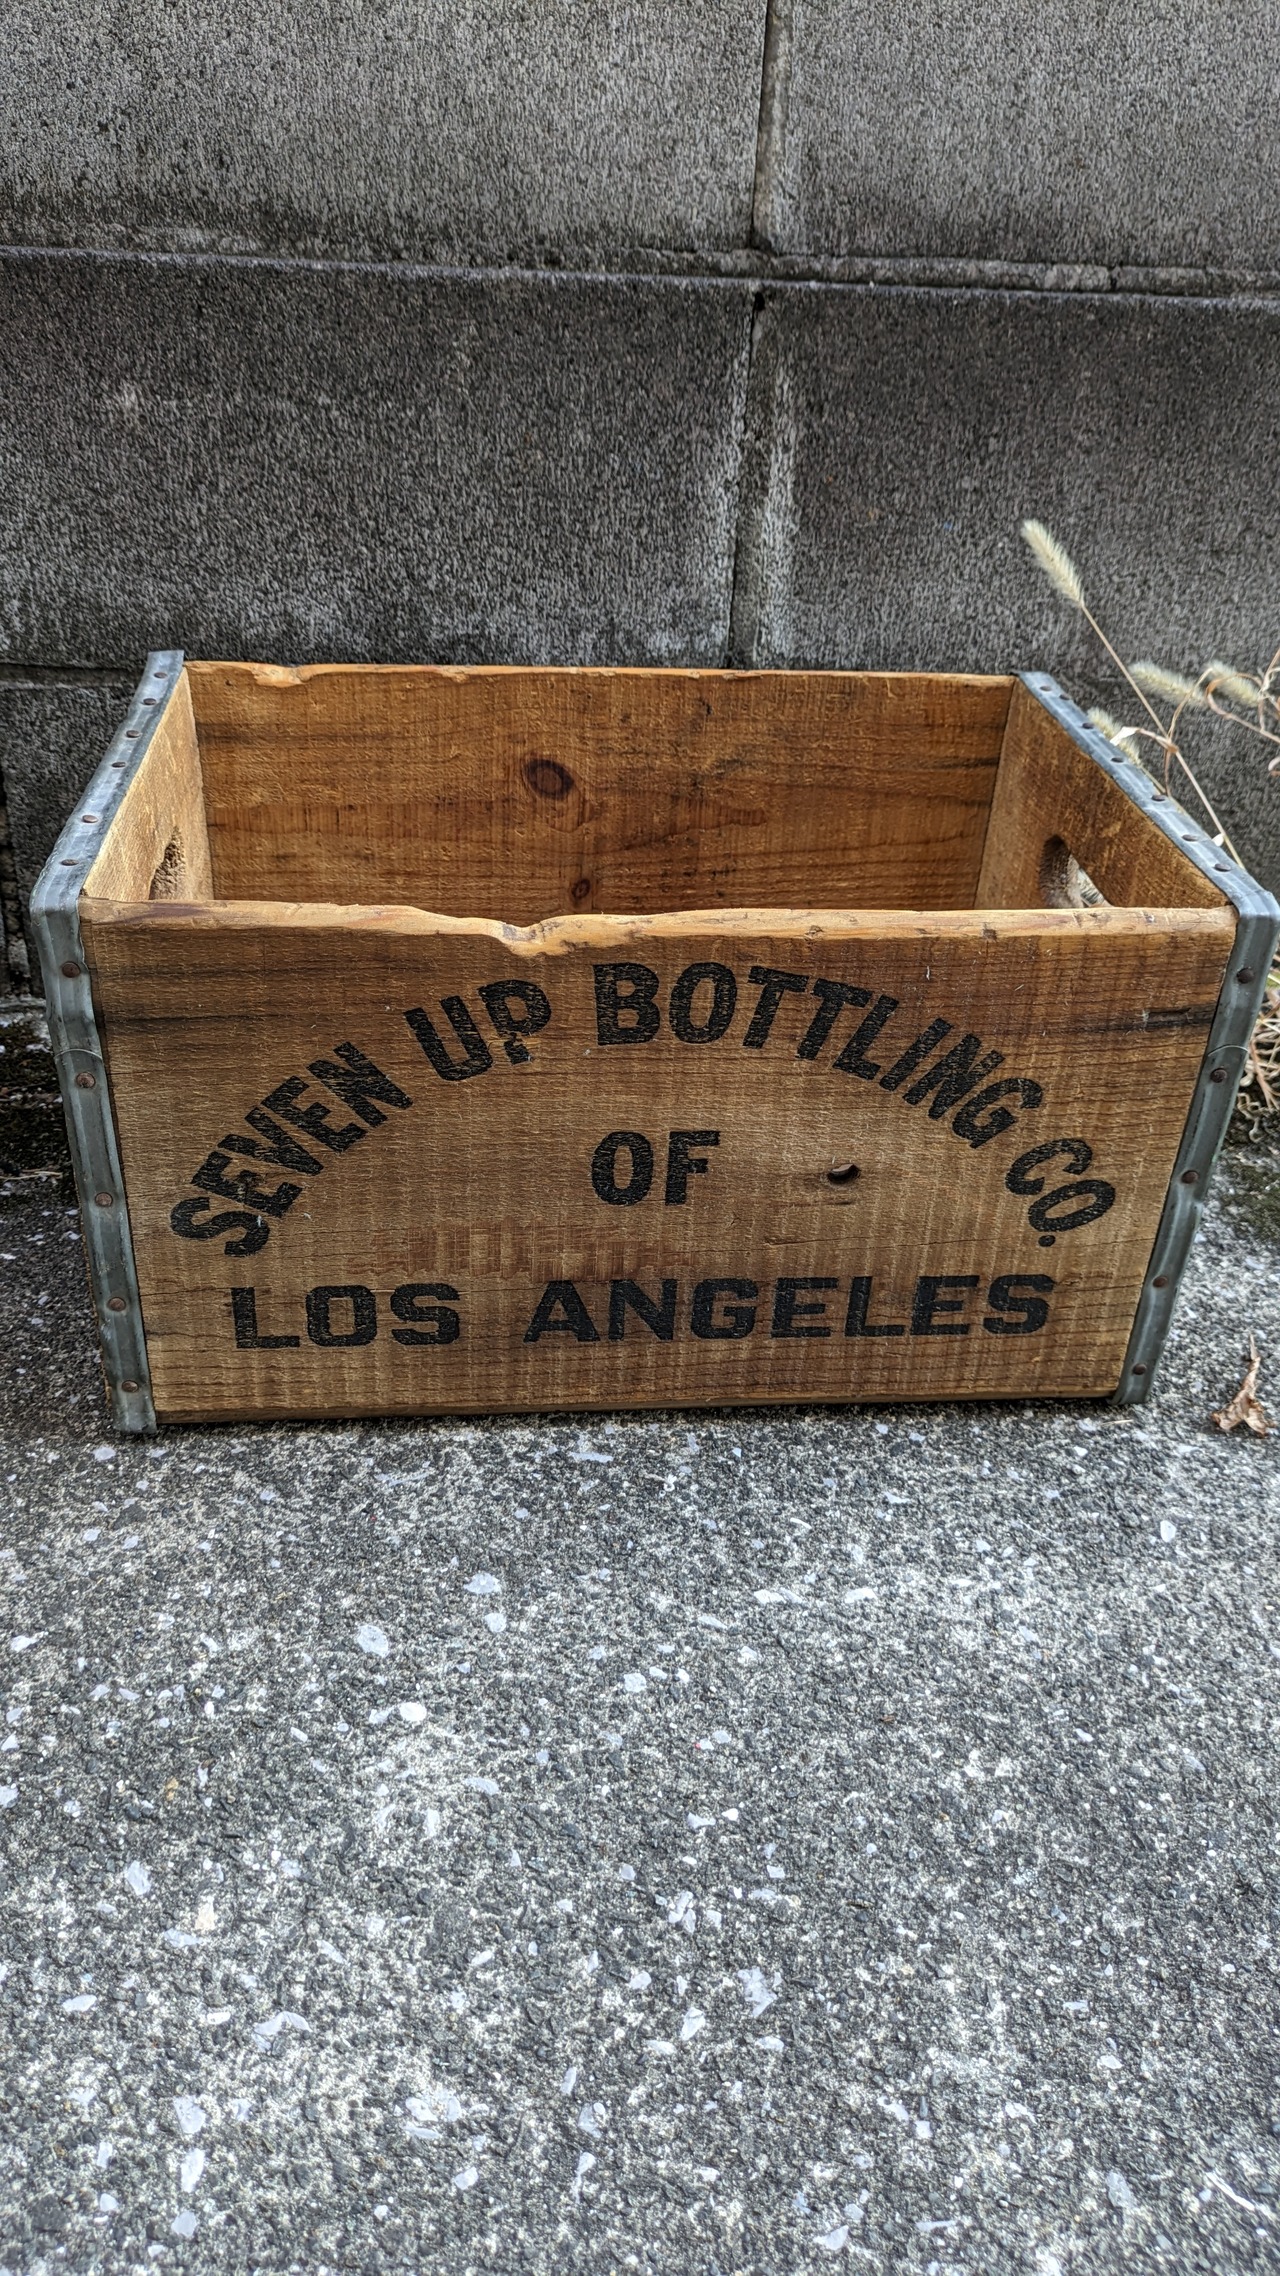 SEVEN UP BOTTLING CO.
OF
LOS ANGELES